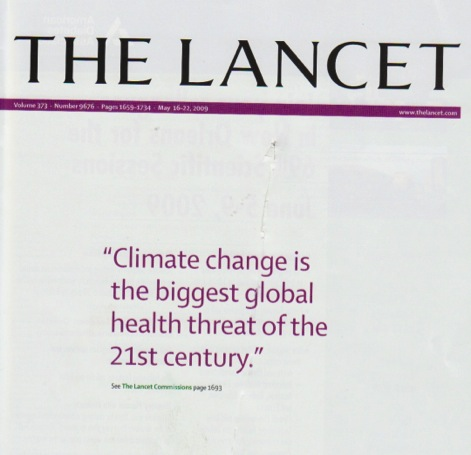 THE LANCET
Volume 373 · Number 9676 · Pages 1659–1734 · May 16–22, 2009 www.thelancet.com
“Climate change is
the biggest global
health threat of the
21st century.”
See The Lancet Commissions page 1693